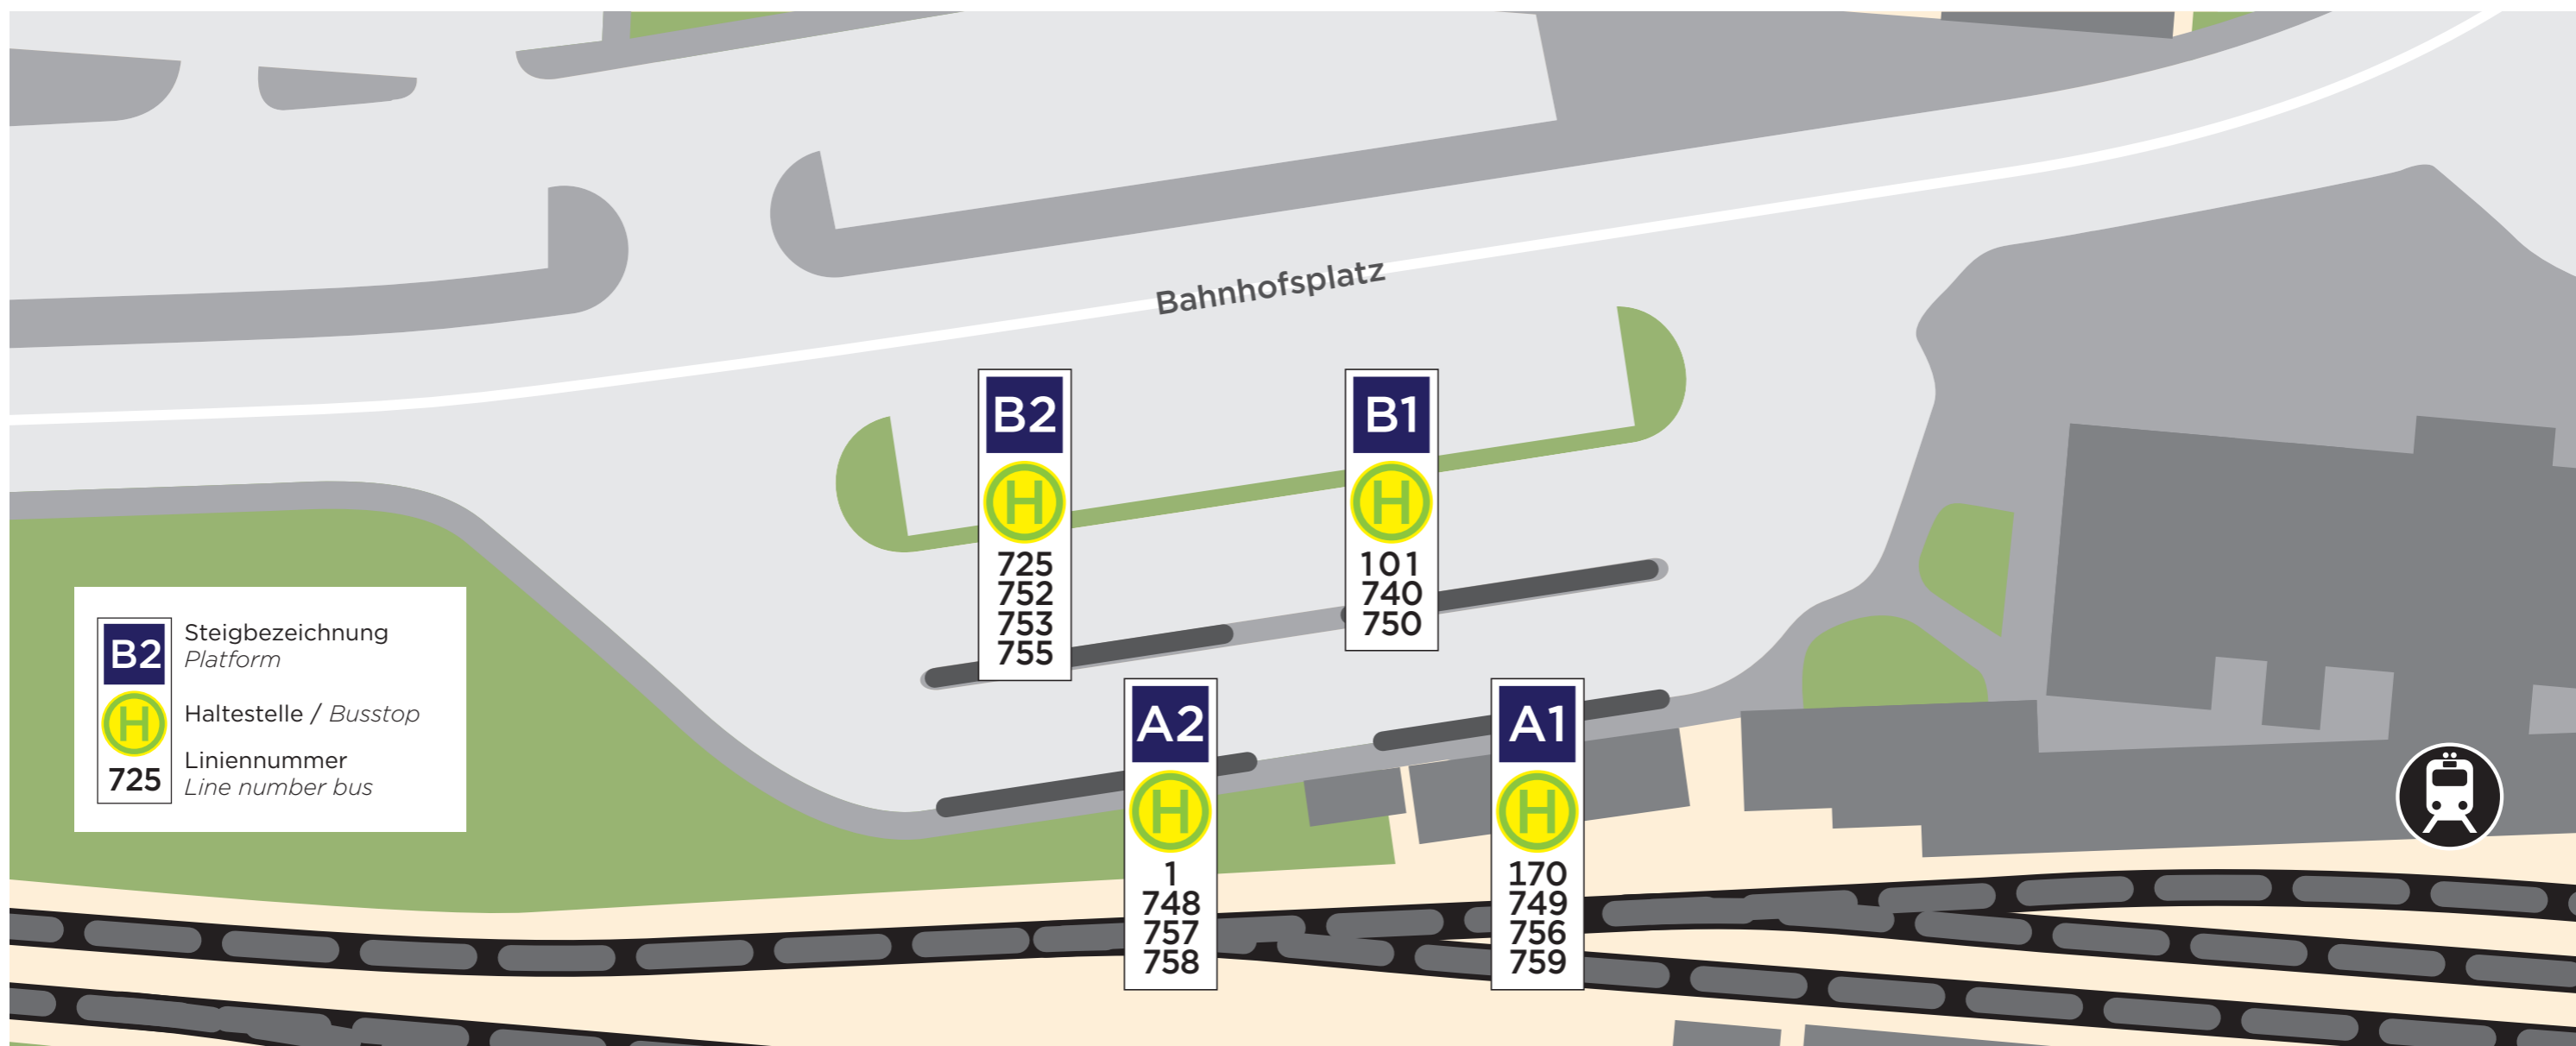 Bahnhofsplatz
B2
H
725
752
753
755
B1
H
101
740
750
A2
H
1
748
757
758
A1
H
170
749
756
759
B2
Steigbezeichnung
Platform
H
Haltestelle / Busstop
725
Liniennummer
Line number bus